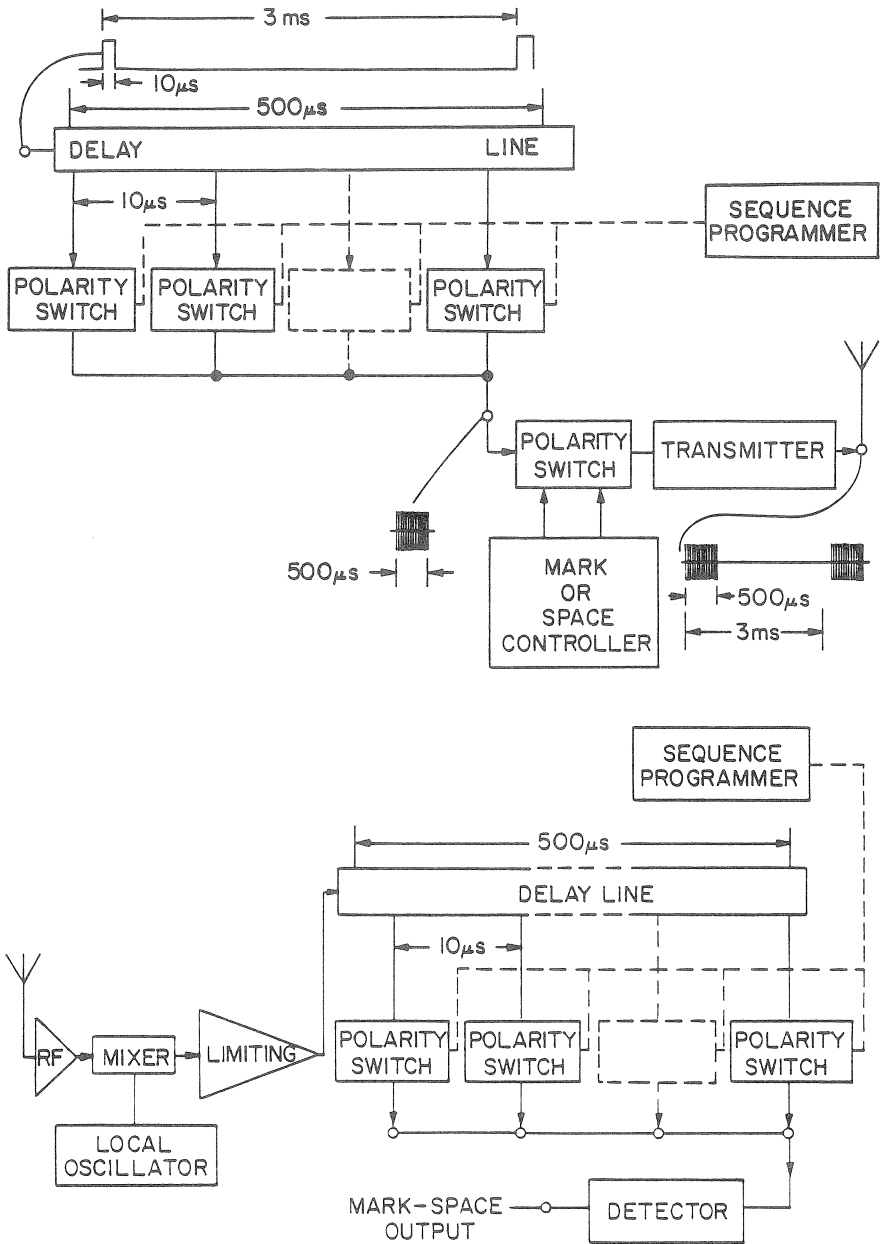 3 ms
10μs
500μs
DELAY LINE
10μs
SEQUENCE
PROGRAMMER
POLARITY
SWITCH
POLARITY
SWITCH
POLARITY
SWITCH
POLARITY
SWITCH
TRANSMITTER
500μs
MARK
OR
SPACE
CONTROLLER
500μs
3ms
SEQUENCE
PROGRAMMER
500μs
DELAY LINE
10μs
RF
MIXER
LIMITING
POLARITY
SWITCH
POLARITY
SWITCH
POLARITY
SWITCH
LOCAL
OSCILLATOR
MARK-SPACE
OUTPUT
DETECTOR